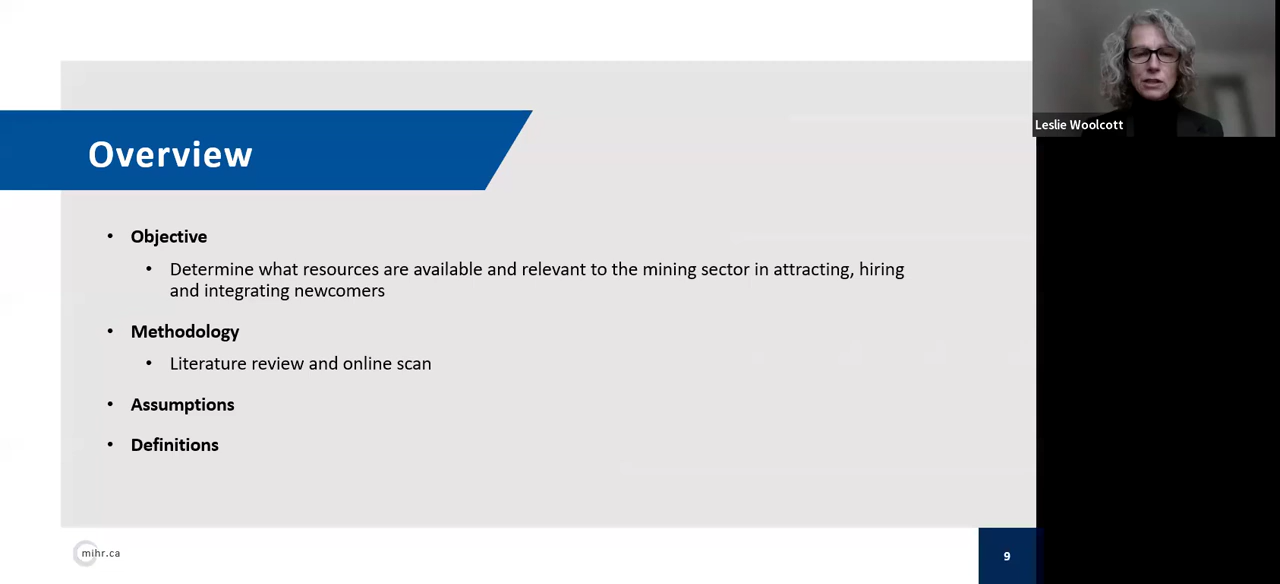 Leslie Woolcott
Overview
• Objective
• Determine what resources are available and relevant to the mining sector in attracting, hiring
and integrating newcomers
• Methodology
• Literature review and online scan
• Assumptions
• Definitions
mihr.ca
9